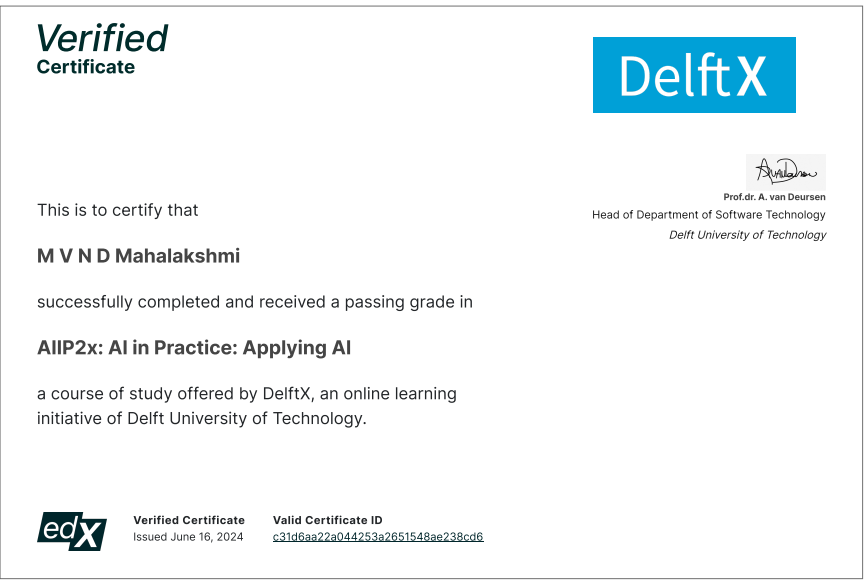 Verified
Certificate
DelftX
Prof.dr. A. van Deursen
Head of Department of Software Technology
Delft University of Technology
This is to certify that
M V N D Mahalakshmi
successfully completed and received a passing grade in
AIIP2x: AI in Practice: Applying AI
a course of study offered by DelftX, an online learning
initiative of Delft University of Technology.
edX
Verified Certificate
Issued June 16, 2024
Valid Certificate ID
c31d6aa22a044253a2651548ae238cd6